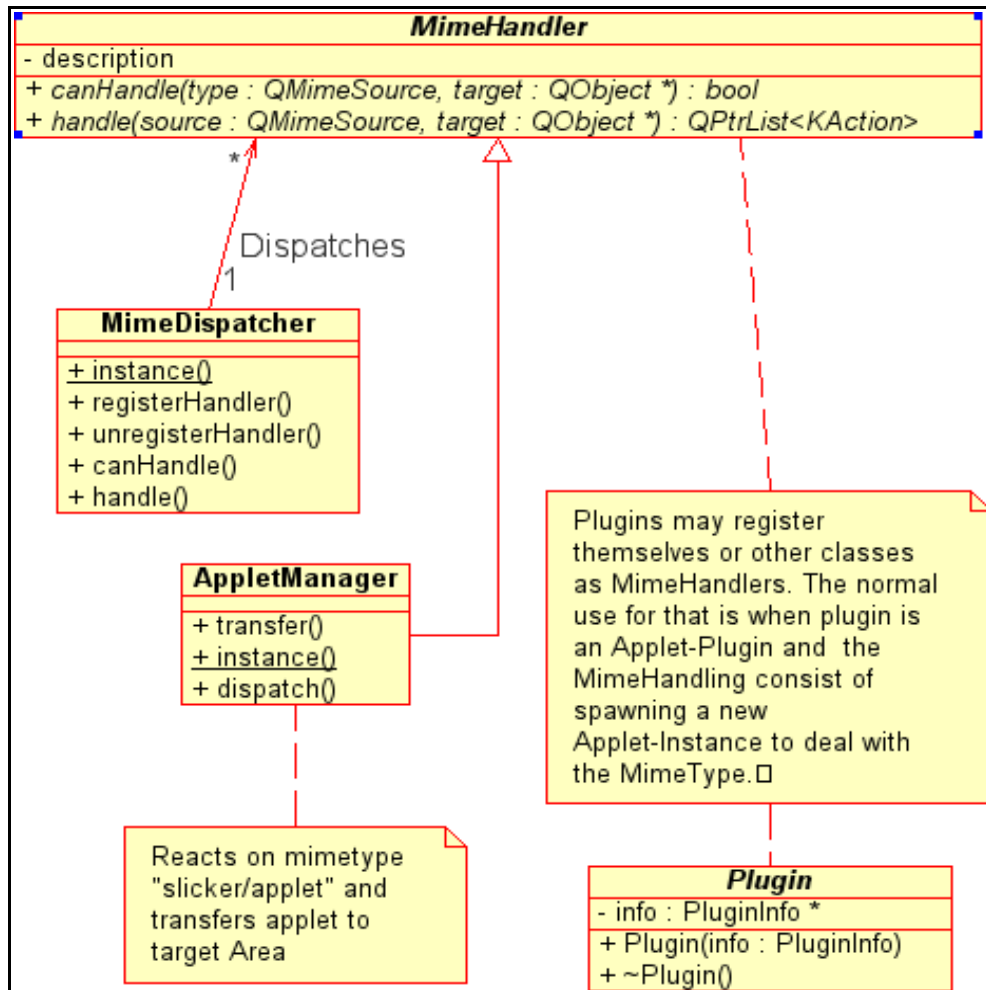 MimeHandler
- description
+ canHandle(type : QMimeSource, target : QObject *) : bool
+ handle(source : QMimeSource, target : QObject *) : QPtrList<KAction>
*
Dispatches
1
MimeDispatcher
+ instance()
+ registerHandler()
+ unregisterHandler()
+ canHandle()
+ handle()
AppletManager
+ transfer()
+ instance()
+ dispatch()
Plugins may register
themselves or other classes
as MimeHandlers. The normal
use for that is when plugin is
an Applet-Plugin and the
MimeHandling consist of
spawning a new
Applet-Instance to deal with
the MimeType.□
Reacts on mimetype
"slicker/applet" and
transfers applet to
target Area
Plugin
- info : PluginInfo *
+ Plugin(info : PluginInfo)
+ ~Plugin()